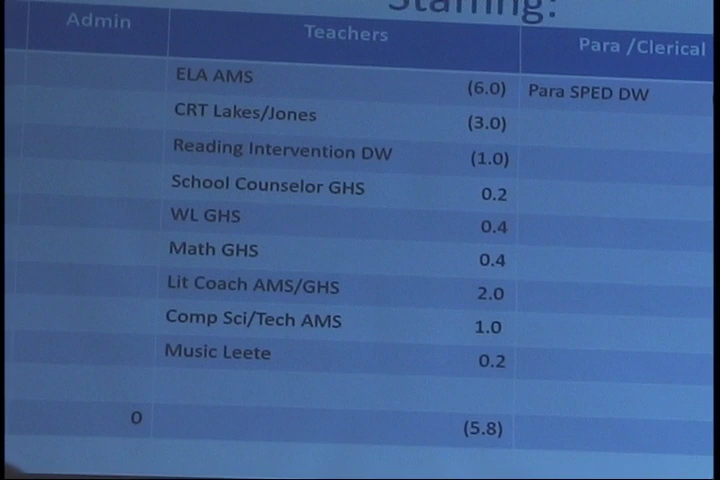 Staffing:
Admin Teachers Para /Clerical
ELA AMS (6.0) Para SPED DW
CRT Lakes/Jones (3.0)
Reading Intervention DW (1.0)
School Counselor GHS 0.2
WL GHS 0.4
Math GHS 0.4
Lit Coach AMS/GHS 2.0
Comp Sci/Tech AMS 1.0
Music Leete 0.2
0 (5.8)